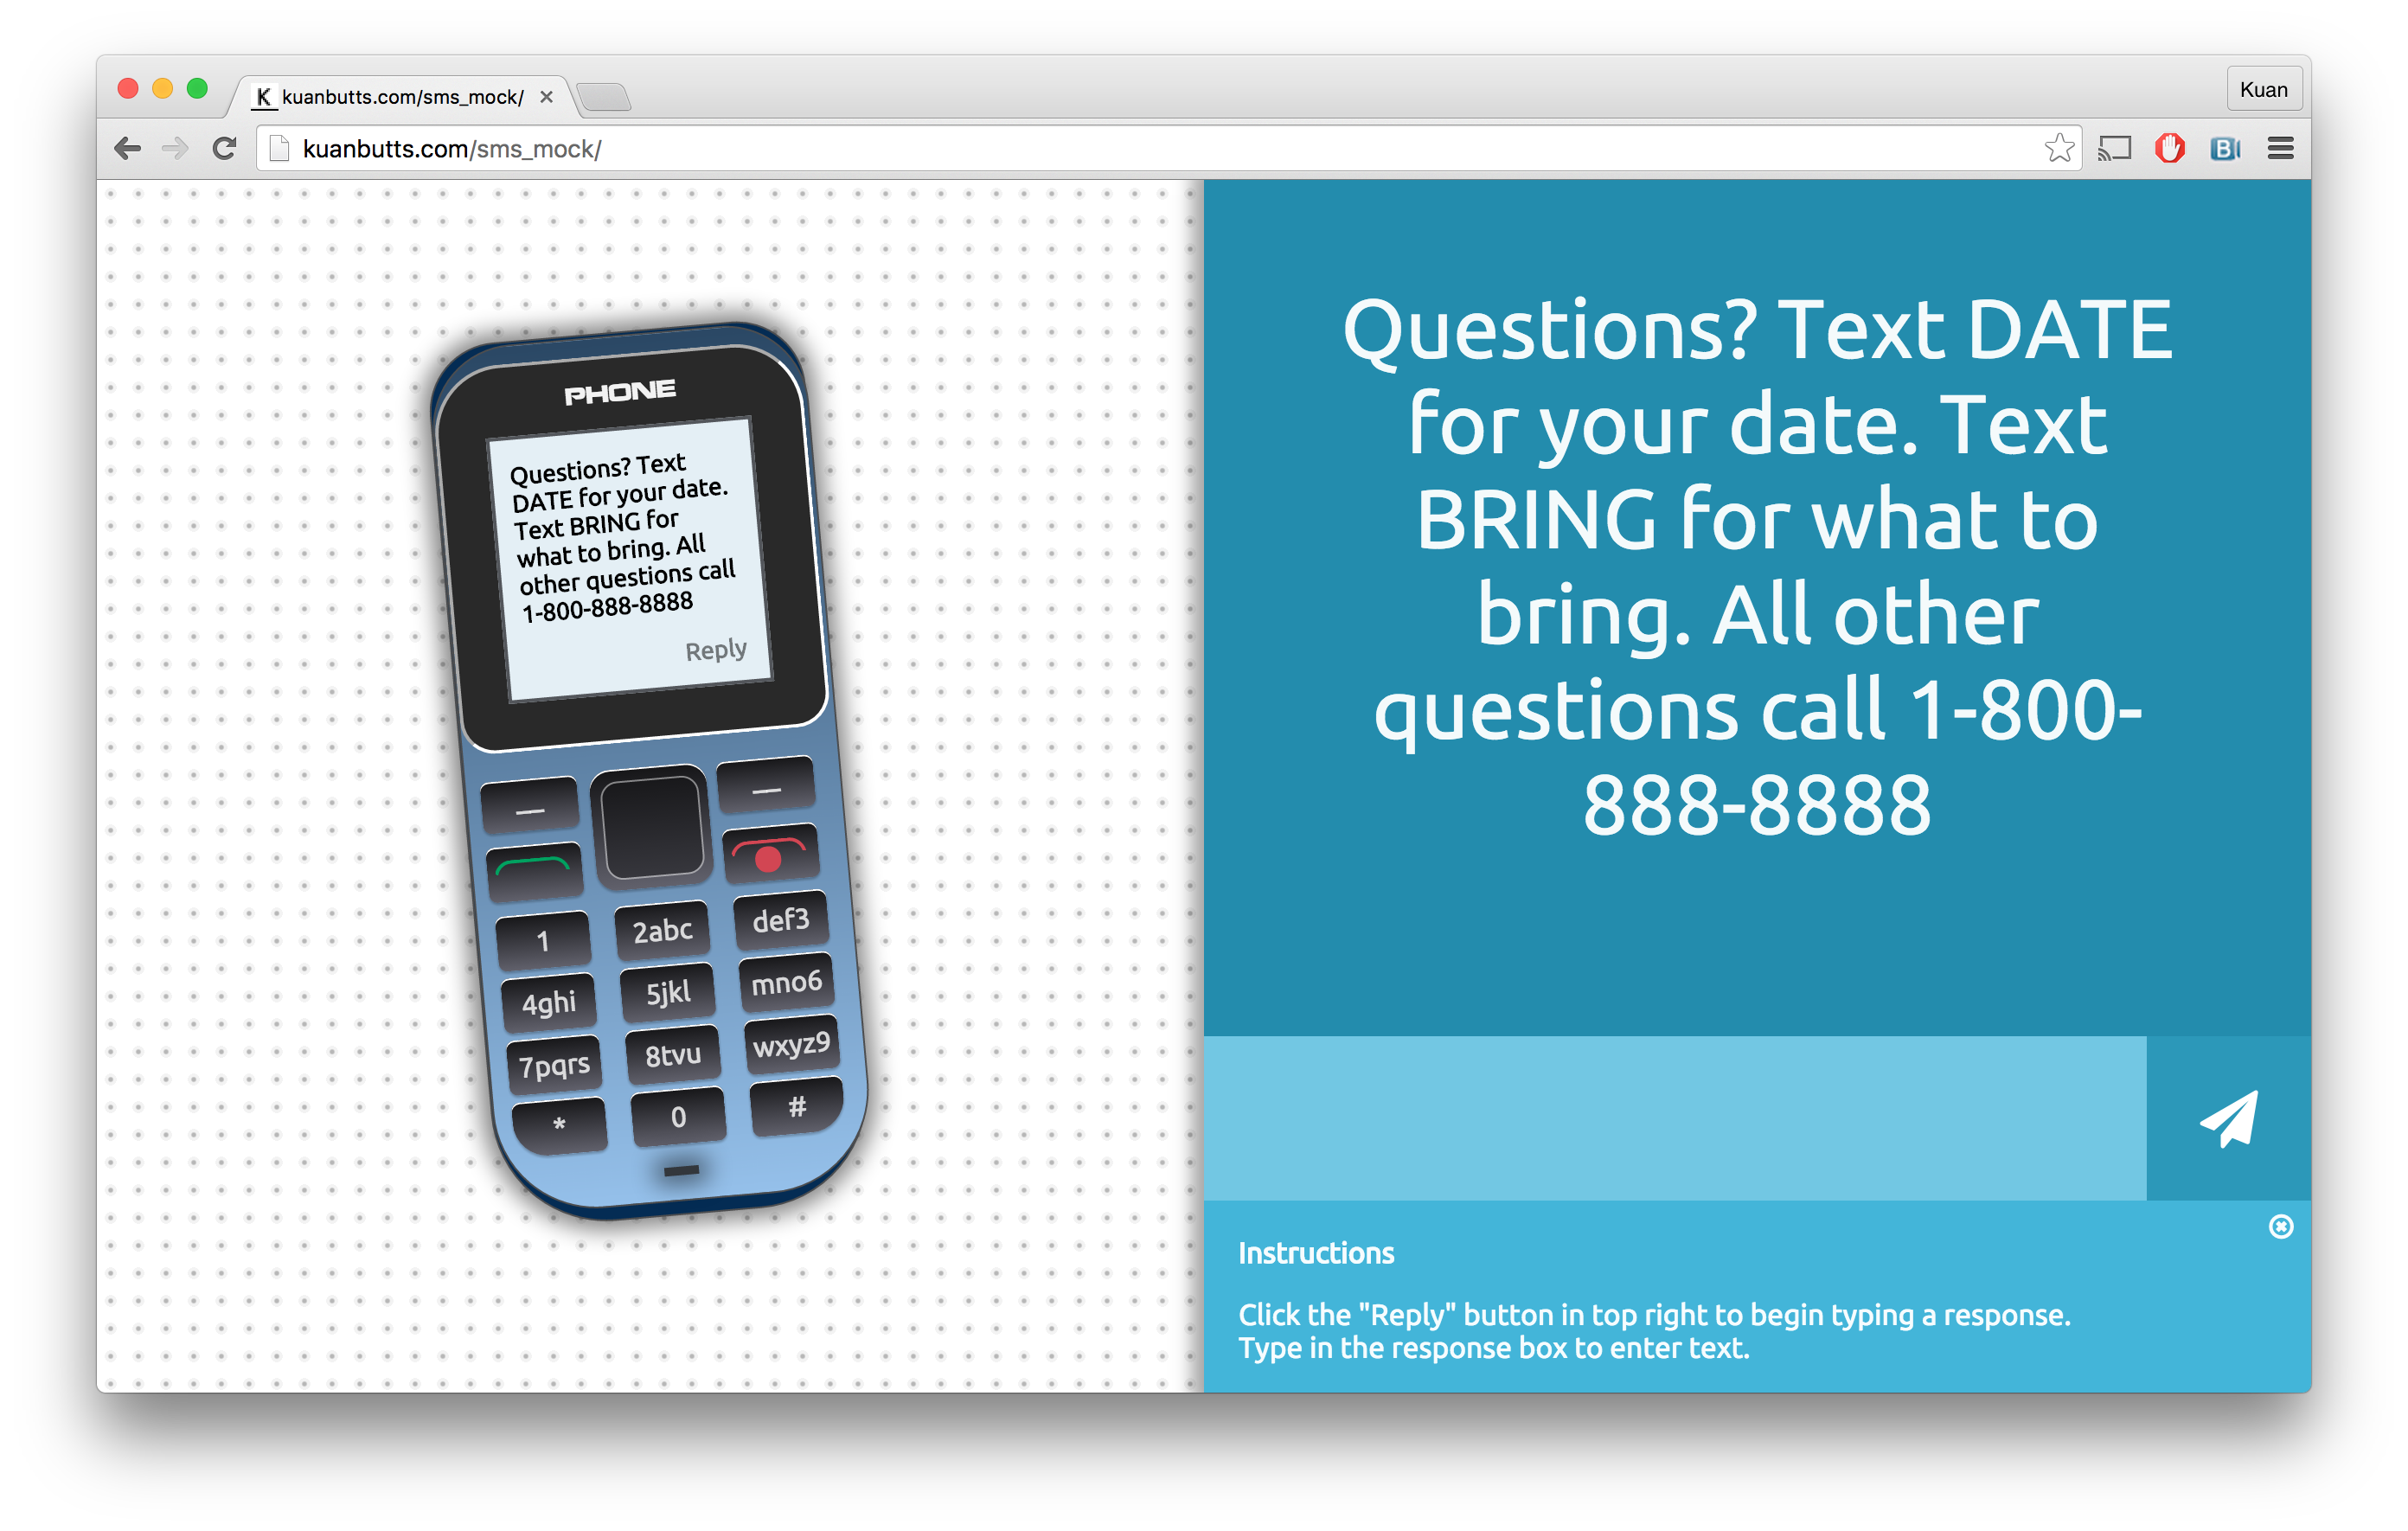 kuanbutts.com/sms_mock/
Kuan
kuanbutts.com/sms_mock/
PHONE
Questions? Text
DATE for your date.
Text BRING for
what to bring. All
other questions call
1-800-888-8888
Reply
1
2abc
def3
4ghi
5jkl
mno6
7pqrs
8tvu
wxyz9
*
0
#
Questions? Text DATE
for your date. Text
BRING for what to
bring. All other
questions call 1-800-
888-8888
Instructions
Click the "Reply" button in top right to begin typing a response.
Type in the response box to enter text.